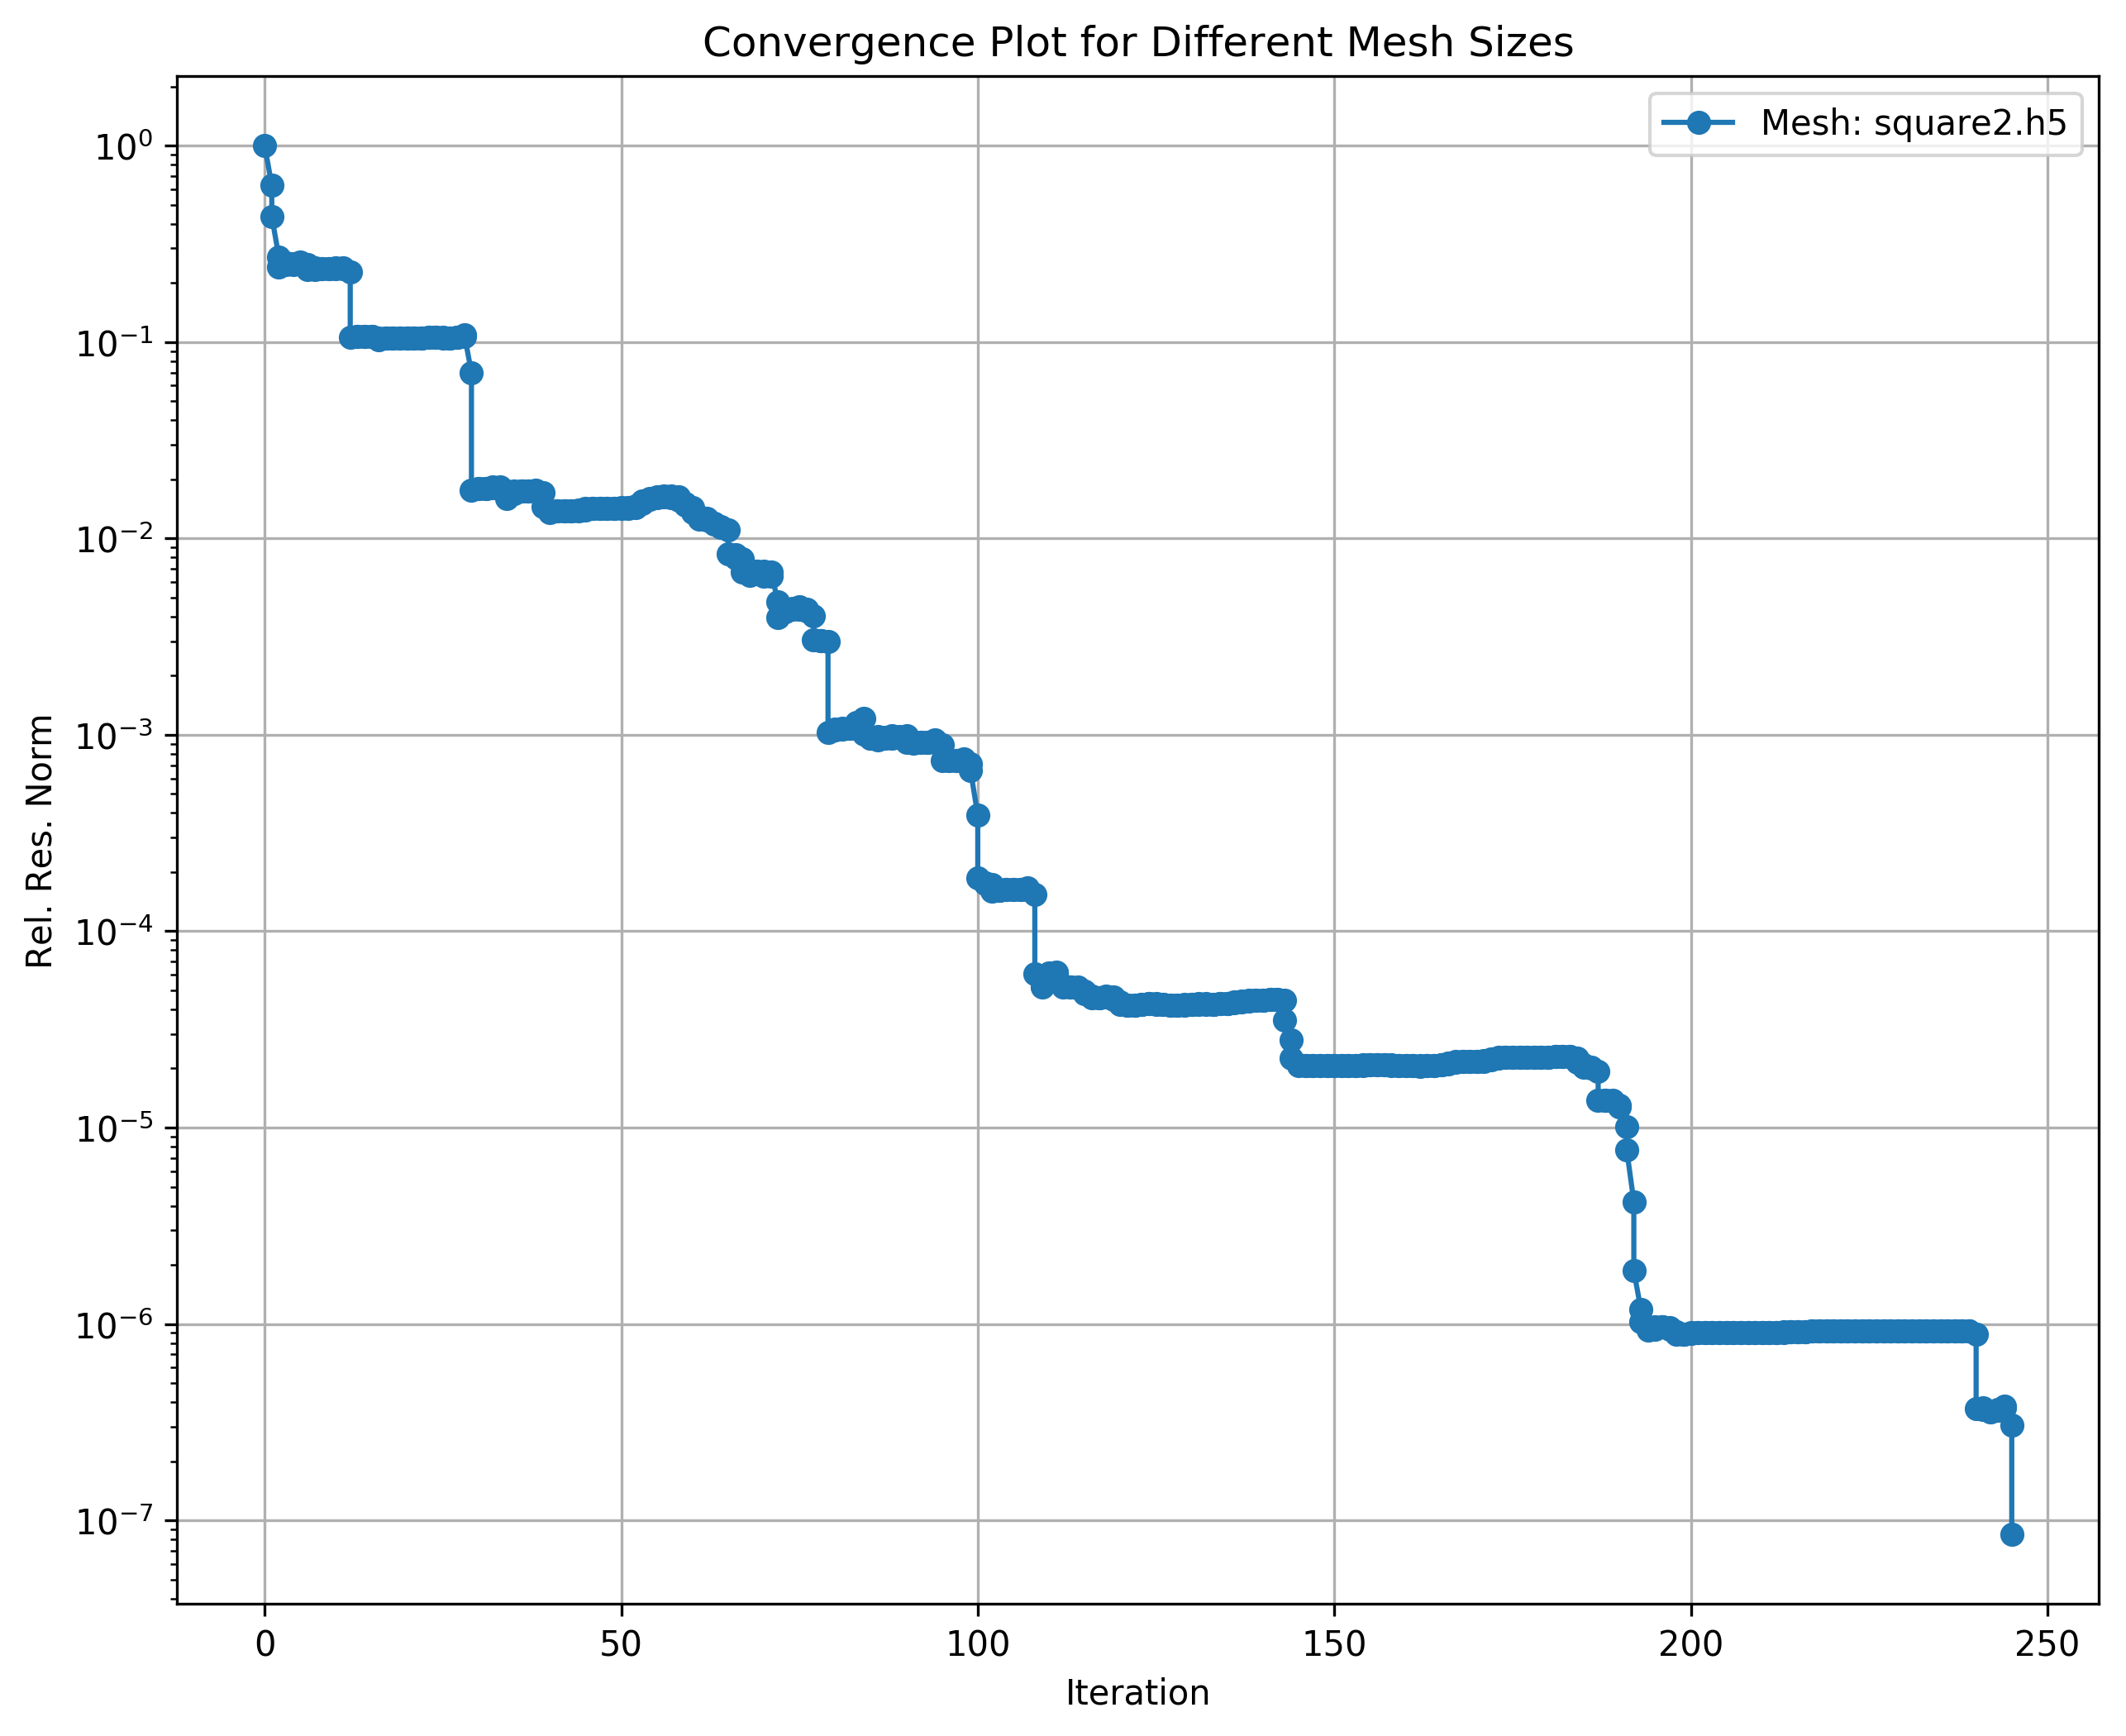 Convergence Plot for Different Mesh Sizes
Mesh: square2.h5
Rel. Res. Norm
10⁰
10⁻¹
10⁻²
10⁻³
10⁻⁴
10⁻⁵
10⁻⁶
10⁻⁷
0 50 100 150 200 250
Iteration